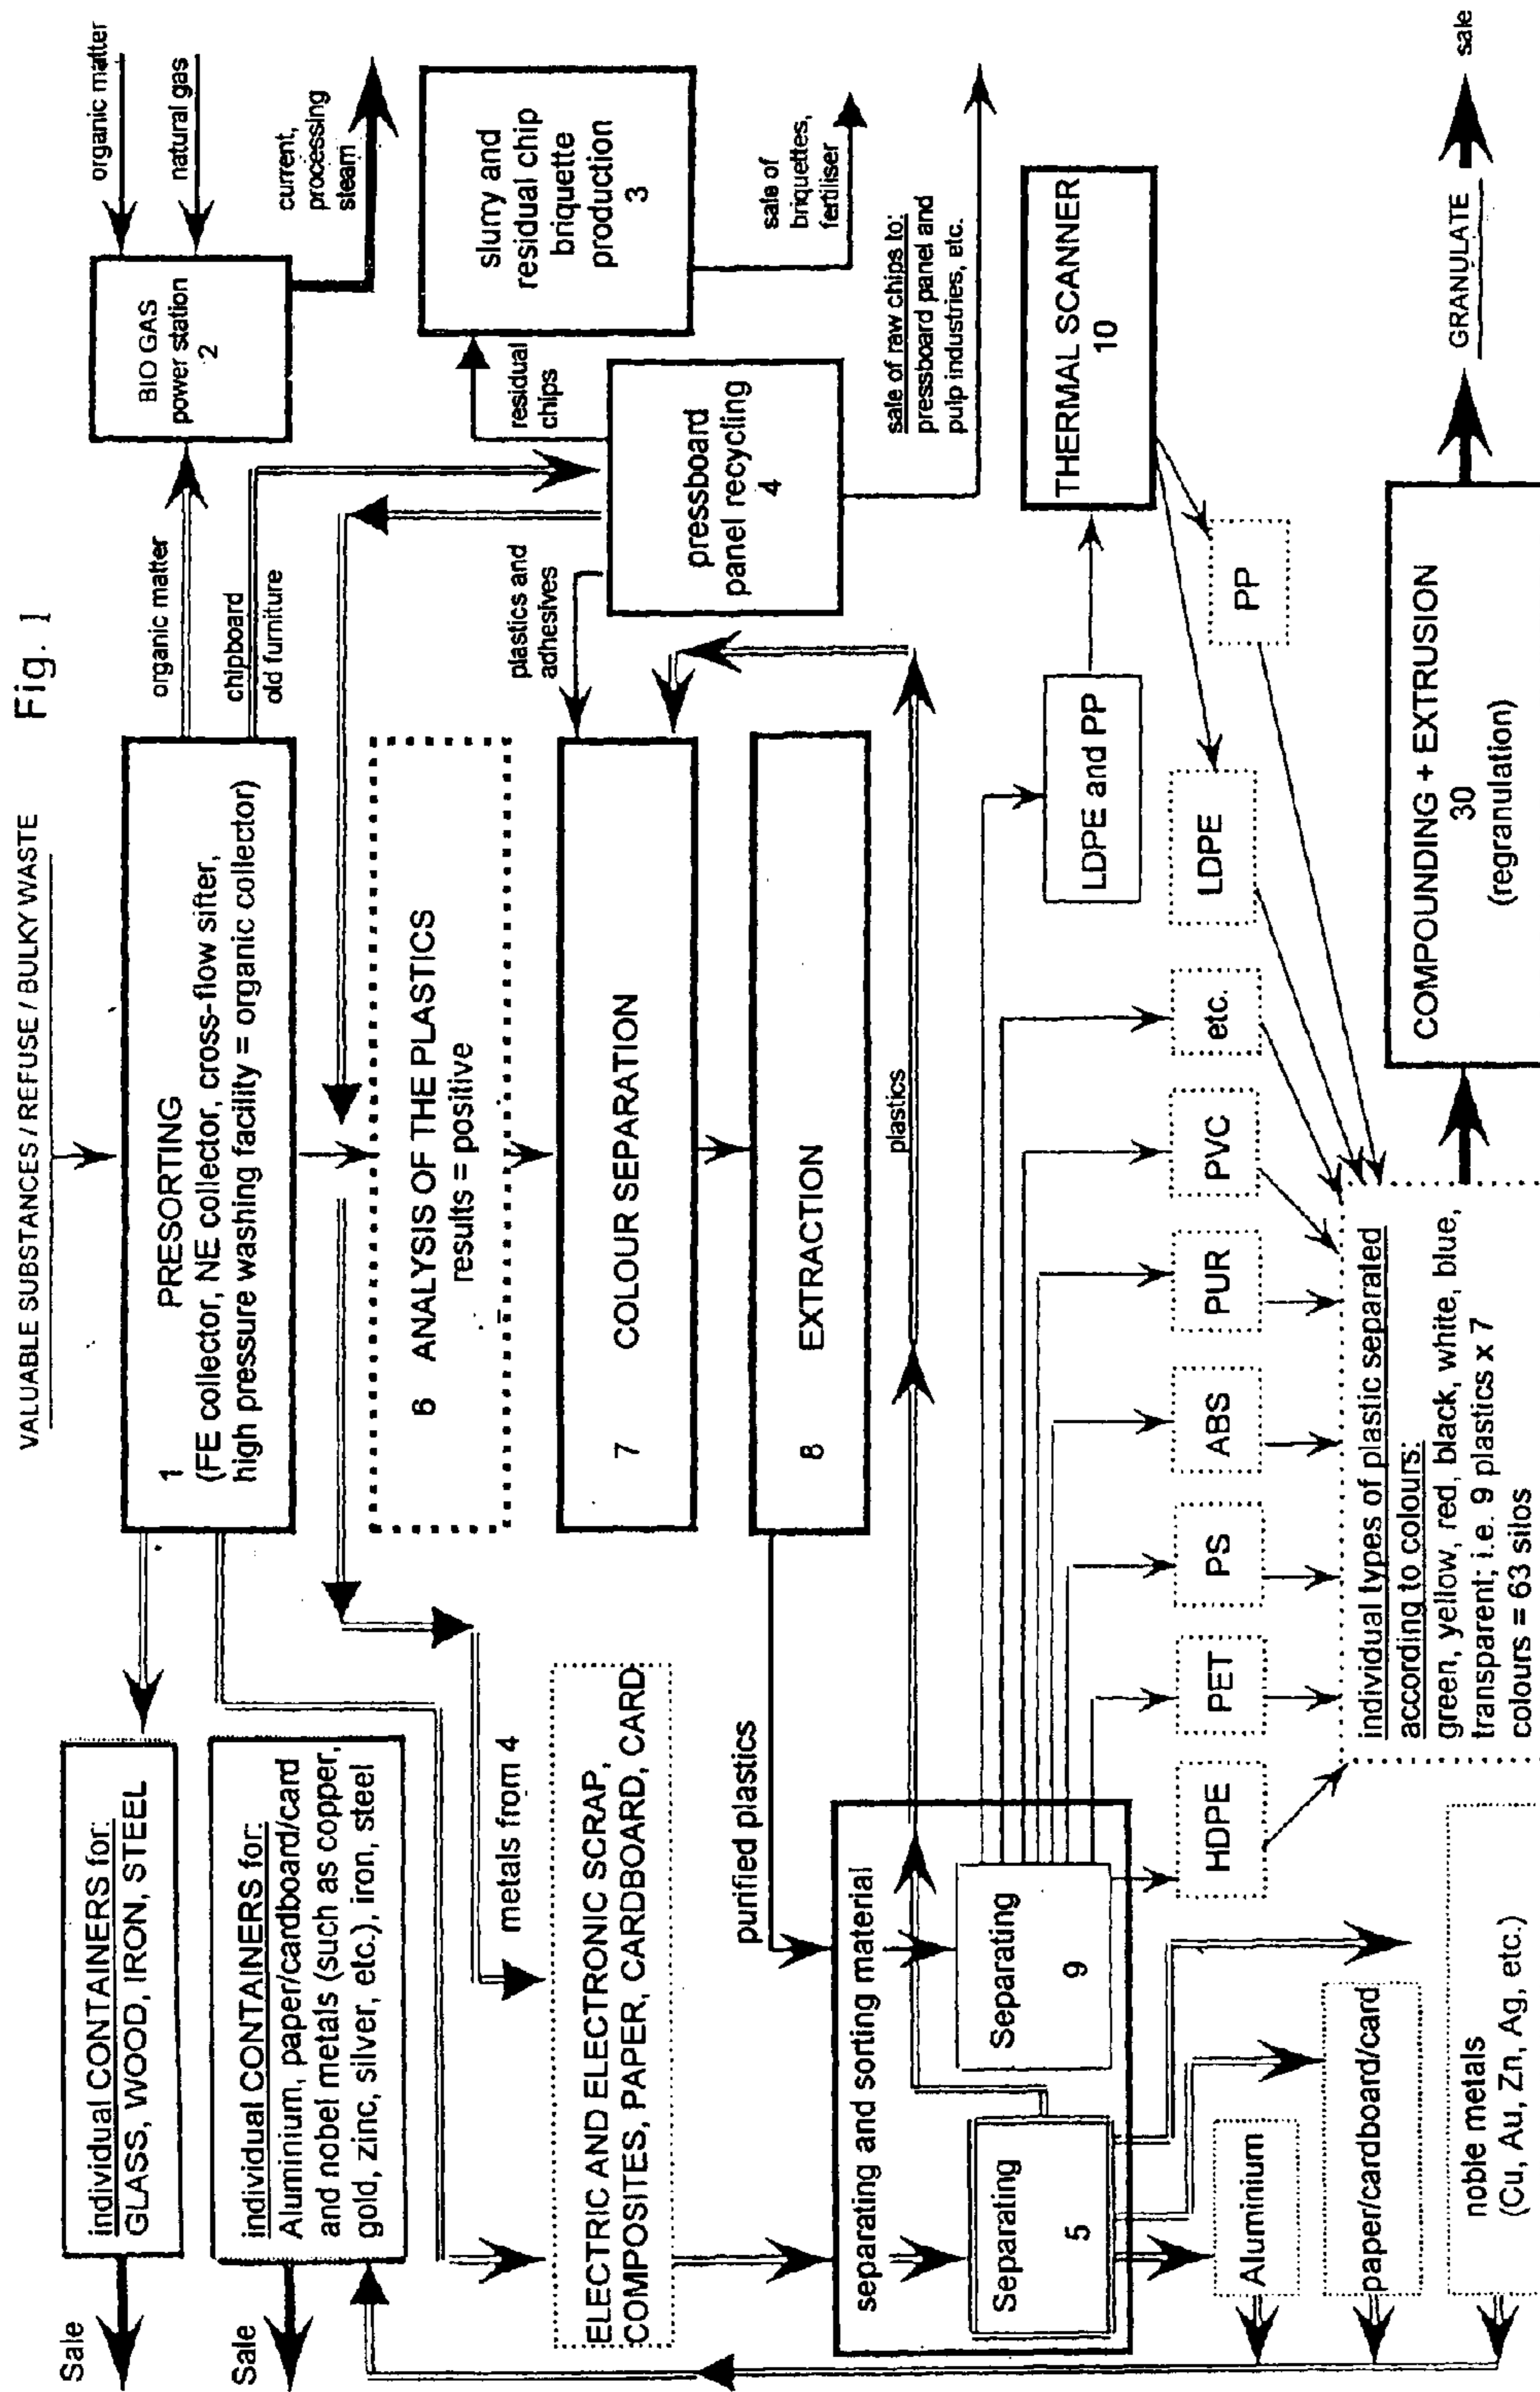 VALUABLE SUBSTANCES / REFUSE / BULKY WASTE
Fig. 1
PRESORTING
1
(FE collector, NE collector, cross-flow sifter,
high pressure washing facility = organic collector)
organic matter
chipboard
old furniture
BIO GAS
power station
2
organic matter
natural gas
current,
processing
steam
slurry and
residual chip
briquette
production
3
sale of
briquettes,
fertiliser
residual
chips
pressboard
panel recycling
4
sale of raw chips to:
pressboard panel and
pulp industries, etc.
plastics and
adhesives
6 ANALYSIS OF THE PLASTICS
results = positive
7 COLOUR SEPARATION
8 EXTRACTION
plastics
Sale
individual CONTAINERS for:
GLASS, WOOD, IRON, STEEL
Sale
individual CONTAINERS for:
Aluminium, paper/cardboard/card
and nobel metals (such as copper,
gold, zinc, silver, etc.), iron, steel
metals from 4
ELECTRIC AND ELECTRONIC SCRAP,
COMPOSITES, PAPER, CARDBOARD, CARD
purified plastics
separating and sorting material
Separating
5
Separating
9
Aluminium
paper/cardboard/card
noble metals
(Cu, Au, Zn, Ag, etc.)
HDPE
PET
PS
ABS
PUR
PVC
etc.
LDPE
PP
LDPE and PP
THERMAL SCANNER
10
individual types of plastic separated
according to colours:
green, yellow, red, black, white, blue,
transparent; i.e. 9 plastics x 7
colours = 63 silos
COMPOUNDING + EXTRUSION
30
(regranulation)
GRANULATE
sale